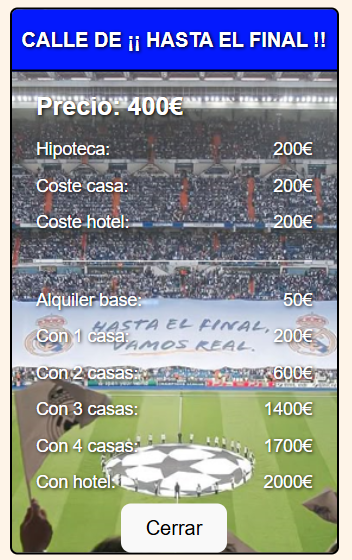 CALLE DE ¡¡ HASTA EL FINAL !!
Precio: 400€
Hipoteca: 200€
Coste casa: 200€
Coste hotel: 200€
Alquiler base: 50€
HASTA EL FINAL,
Con 1 casa: 200€
VAMOS REAL.
Con 2 casas: 600€
Con 3 casas: 1400€
Con 4 casas: 1700€
Con hotel: 2000€
Cerrar